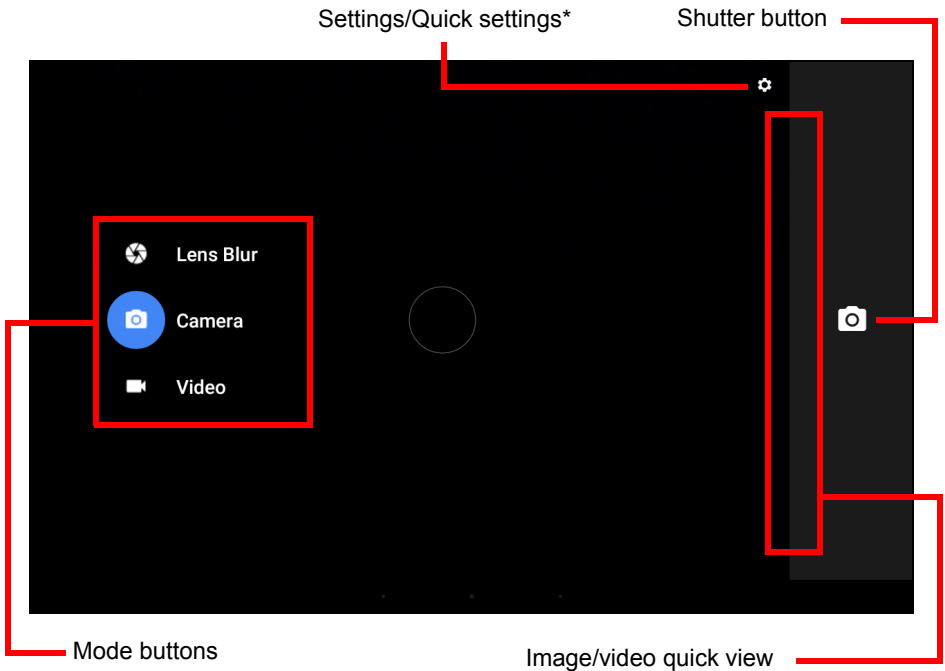 Settings/Quick settings*
Shutter button
Lens Blur
Camera
Video
Mode buttons
Image/video quick view